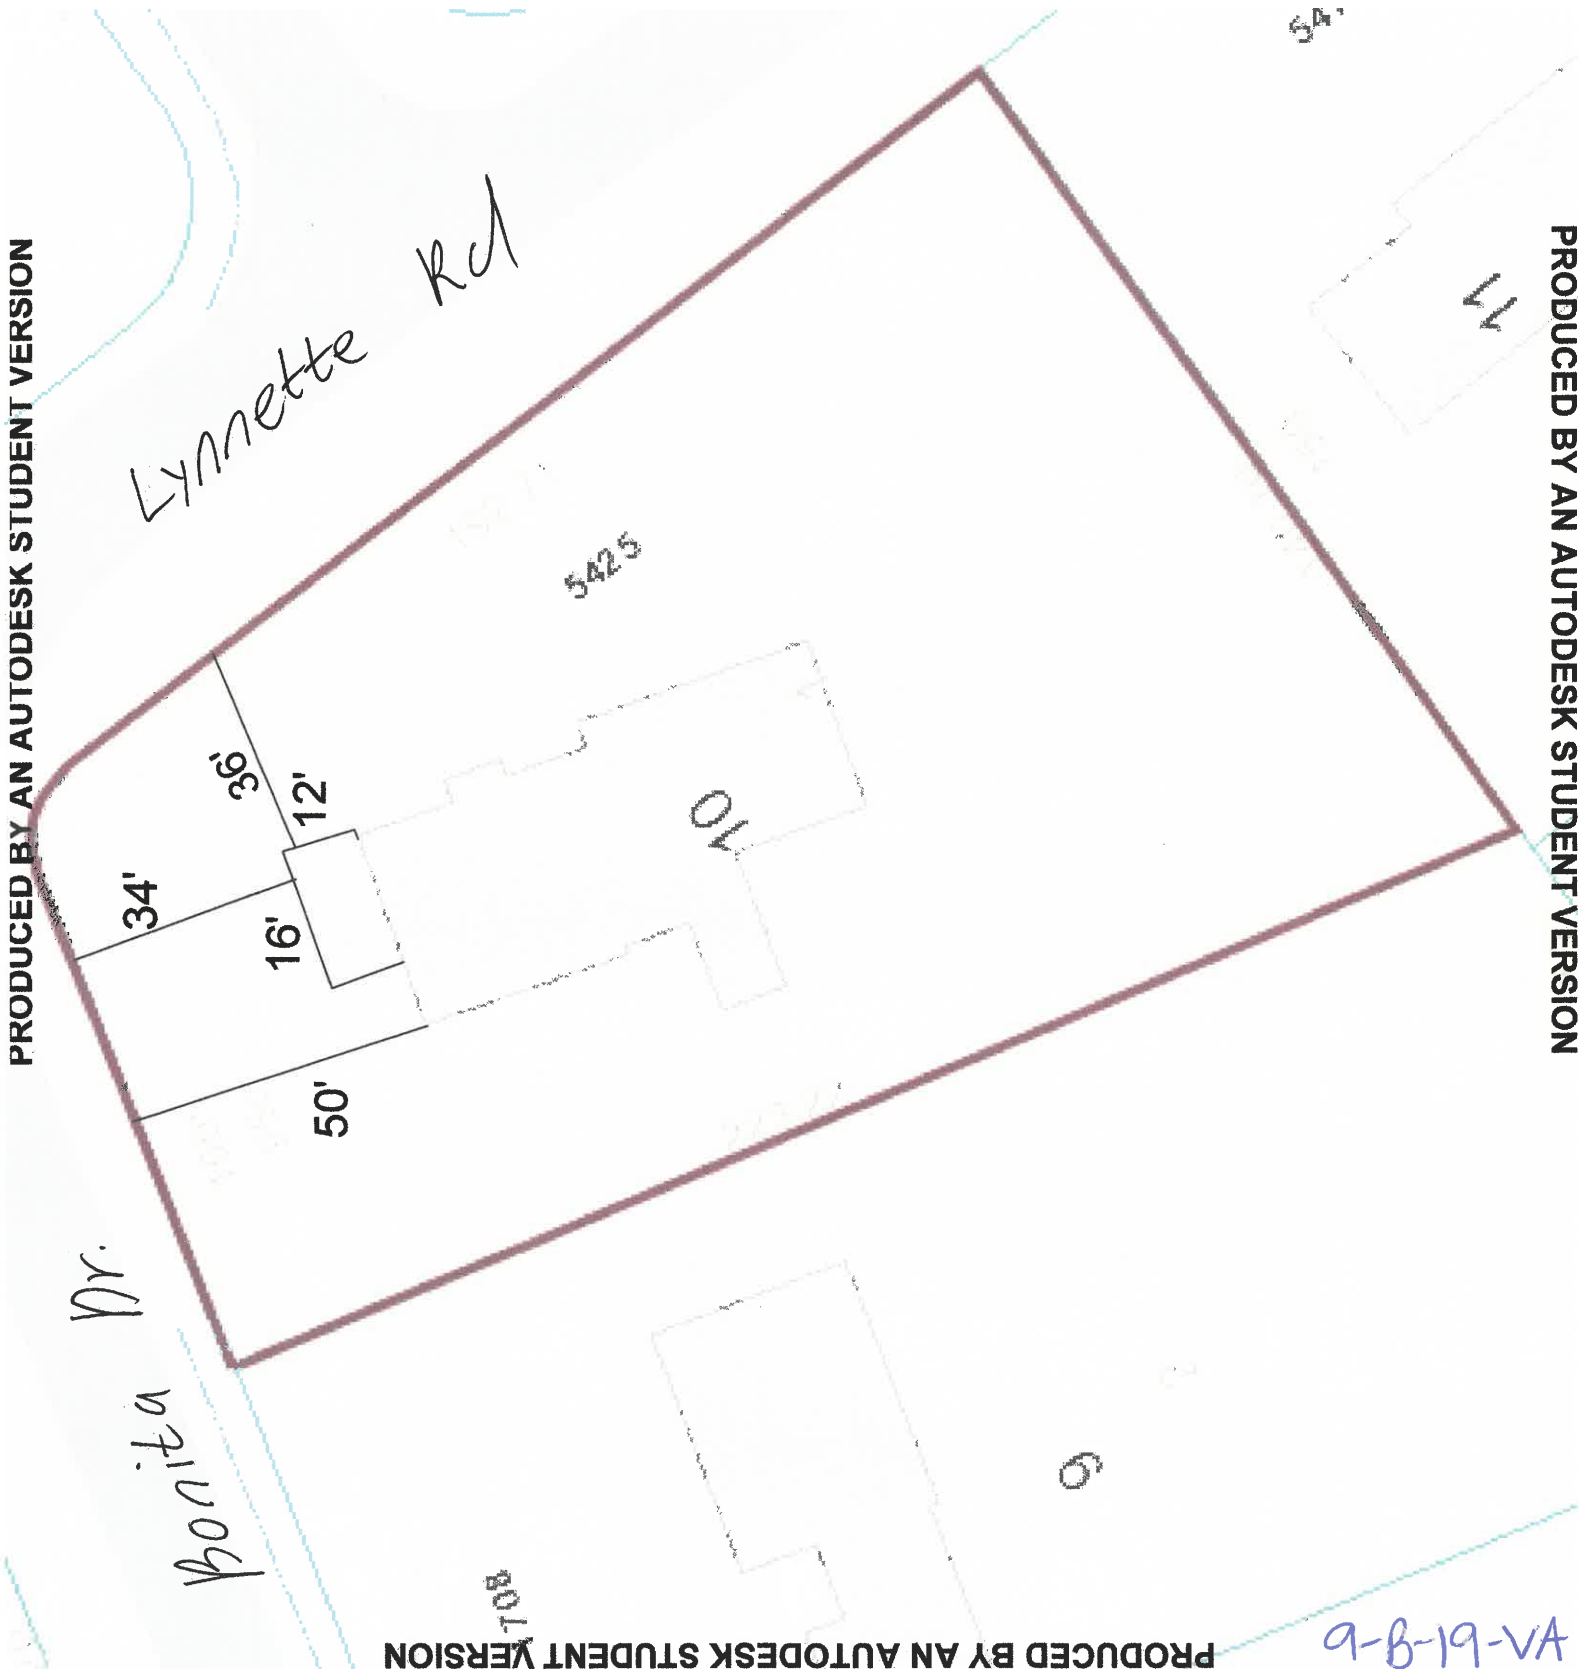 PRODUCED BY AN AUTODESK STUDENT VERSION
Lynnette Rd
5425
36'
12'
34'
16'
50'
10
11
Bonita Dr.
9
PRODUCED BY AN AUTODESK STUDENT VERSION
PRODUCED BY AN AUTODESK STUDENT VERSION
9-B-19-VA